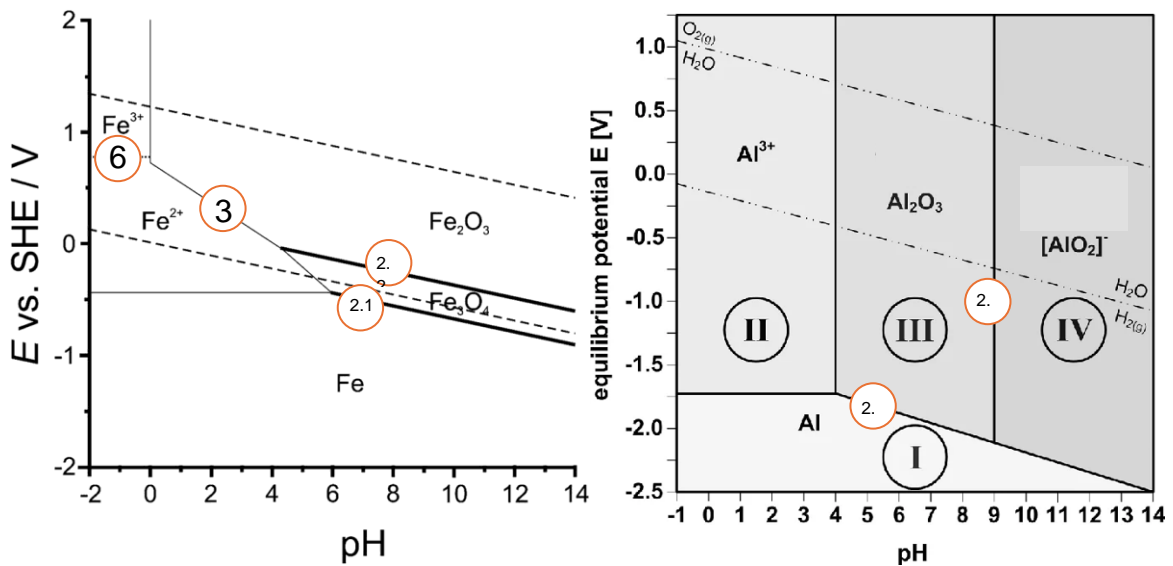 2
1
0
-1
-2
E vs. SHE / V
-2 0 2 4 6 8 10 12 14
pH
Fe³⁺
6
Fe²⁺
3
Fe₂O₃
2.
2
Fe₃O₄
2.1
Fe
1.0
0.5
0.0
-0.5
-1.0
-1.5
-2.0
-2.5
equilibrium potential E [V]
-1 0 1 2 3 4 5 6 7 8 9 10 11 12 13 14
pH
O₂(g)
H₂O
Al³⁺
Al₂O₃
[AlO₂]⁻
H₂O
H₂(g)
2.
II
III
IV
2.
Al
I